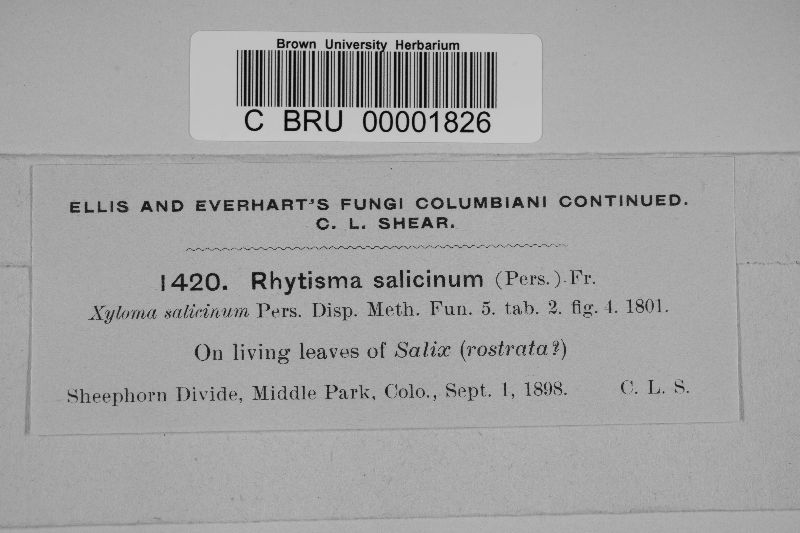 Brown University Herbarium
C BRU 00001826
ELLIS AND EVERHART'S FUNGI COLUMBIANI CONTINUED.
C. L. SHEAR.
1420. Rhytisma salicinum (Pers.) Fr.
Xyloma salicinum Pers. Disp. Meth. Fun. 5. tab. 2. fig. 4. 1801.
On living leaves of Salix (rostrata?)
Sheephorn Divide, Middle Park, Colo., Sept. 1, 1898. C. L. S.